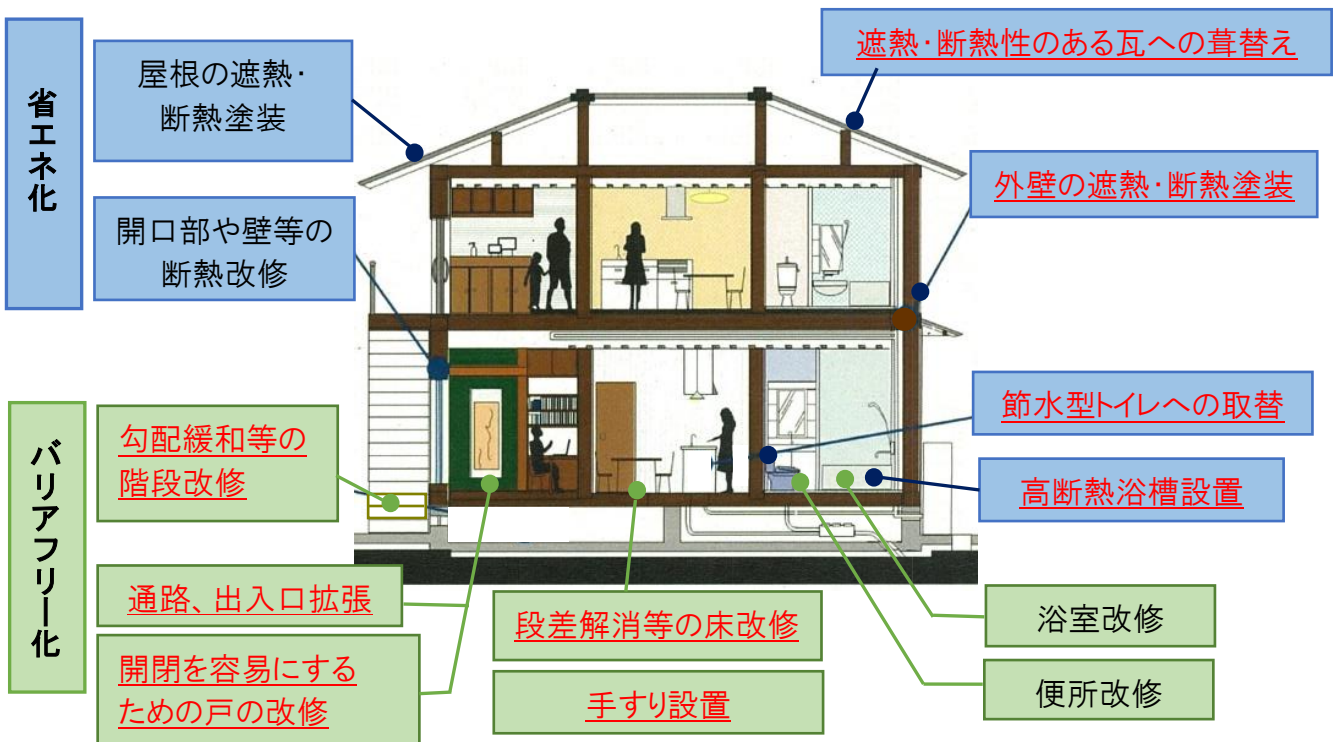 省エネ化
屋根の遮熱・
断熱塗装
遮熱・断熱性のある瓦への葺替え
外壁の遮熱・断熱塗装
開口部や壁等の
断熱改修
節水型トイレへの取替
高断熱浴槽設置
バリアフリー化
勾配緩和等の
階段改修
通路、出入口拡張
開閉を容易にする
ための戸の改修
段差解消等の床改修
手すり設置
浴室改修
便所改修